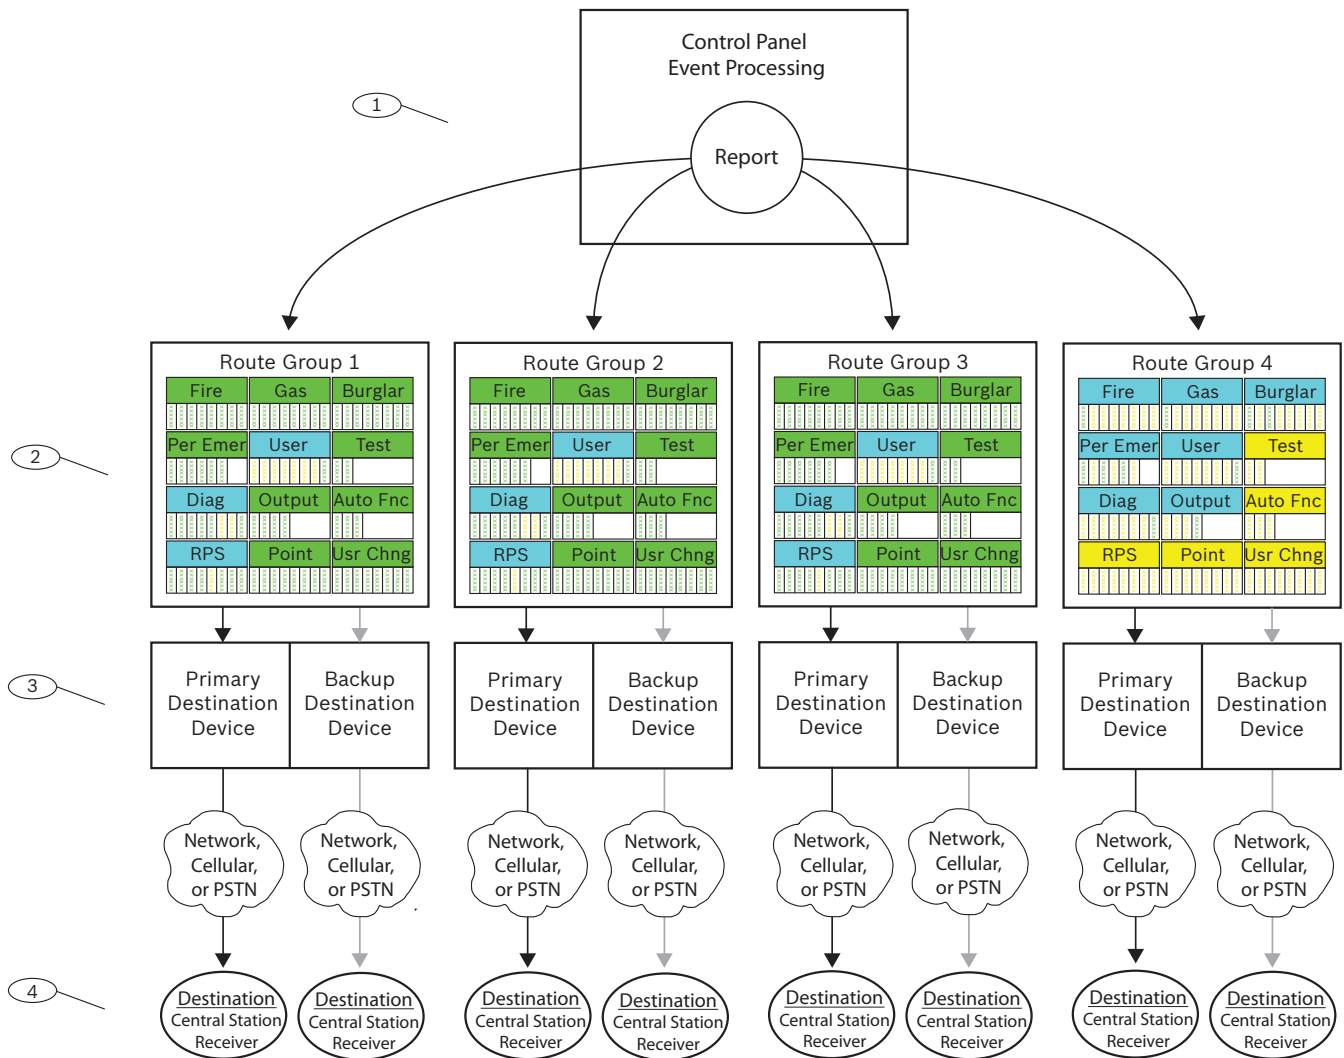 Control Panel
Event Processing
1
Report
Route Group 1
Fire Gas Burglar
Per Emer User Test
Diag Output Auto Fnc
RPS Point Usr Chng
Route Group 2
Fire Gas Burglar
Per Emer User Test
Diag Output Auto Fnc
RPS Point Usr Chng
Route Group 3
Fire Gas Burglar
Per Emer User Test
Diag Output Auto Fnc
RPS Point Usr Chng
Route Group 4
Fire Gas Burglar
Per Emer User Test
Diag Output Auto Fnc
RPS Point Usr Chng
2
3
Primary
Destination
Device
Backup
Destination
Device
Primary
Destination
Device
Backup
Destination
Device
Primary
Destination
Device
Backup
Destination
Device
Primary
Destination
Device
Backup
Destination
Device
Network,
Cellular,
or PSTN
Network,
Cellular,
or PSTN
Network,
Cellular,
or PSTN
Network,
Cellular,
or PSTN
Network,
Cellular,
or PSTN
Network,
Cellular,
or PSTN
Network,
Cellular,
or PSTN
Network,
Cellular,
or PSTN
4
Destination
Central Station
Receiver
Destination
Central Station
Receiver
Destination
Central Station
Receiver
Destination
Central Station
Receiver
Destination
Central Station
Receiver
Destination
Central Station
Receiver
Destination
Central Station
Receiver
Destination
Central Station
Receiver